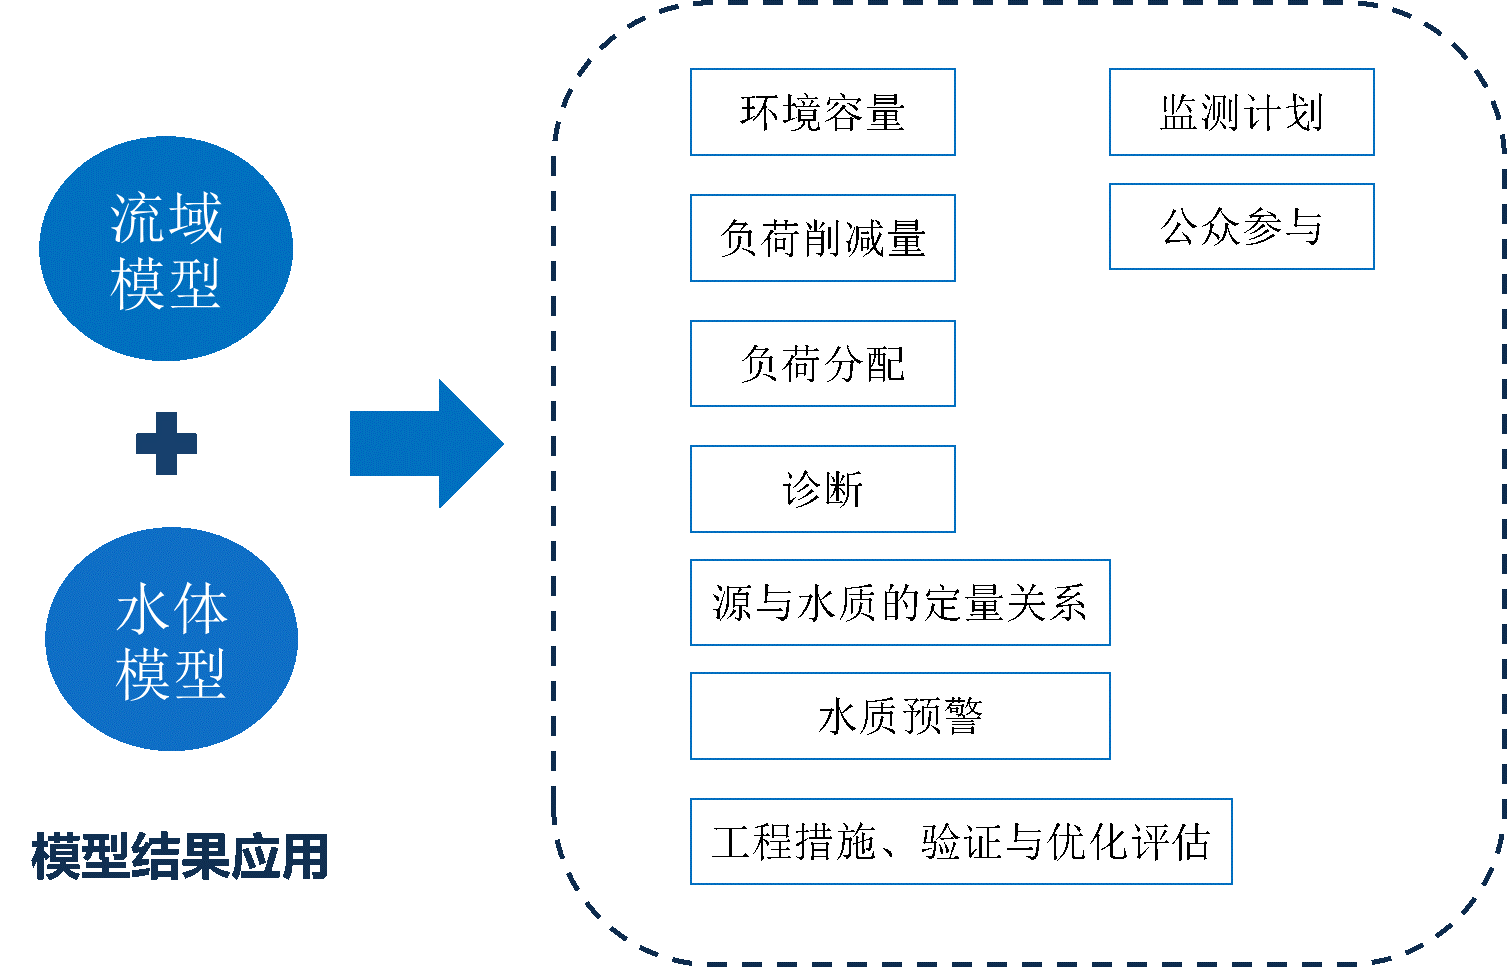 流域
模型
水体
模型
模型结果应用
环境容量
负荷削减量
负荷分配
诊断
源与水质的定量关系
水质预警
工程措施、验证与优化评估
监测计划
公众参与